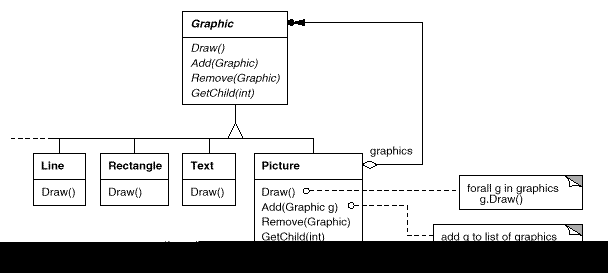 Graphic
Draw()
Add(Graphic)
Remove(Graphic)
GetChild(int)
graphics
Line
Draw()
Rectangle
Draw()
Text
Draw()
Picture
Draw()
Add(Graphic g)
Remove(Graphic)
GetChild(int)
forall g in graphics
g.Draw()
add g to list of graphics